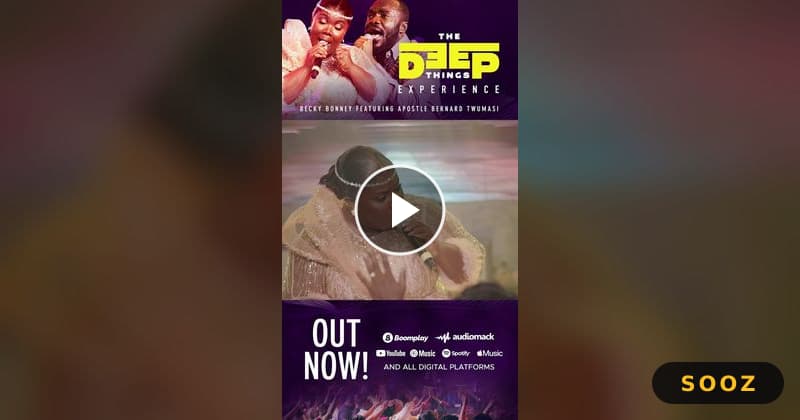 THE
DEEP
THINGS
EXPERIENCE
BECKY BONNEY FEATURING APOSTLE BERNARD TWUMASI
OUT
NOW!
Boomplay audiomack
YouTube Music Spotify Music
AND ALL DIGITAL PLATFORMS
SOOZ